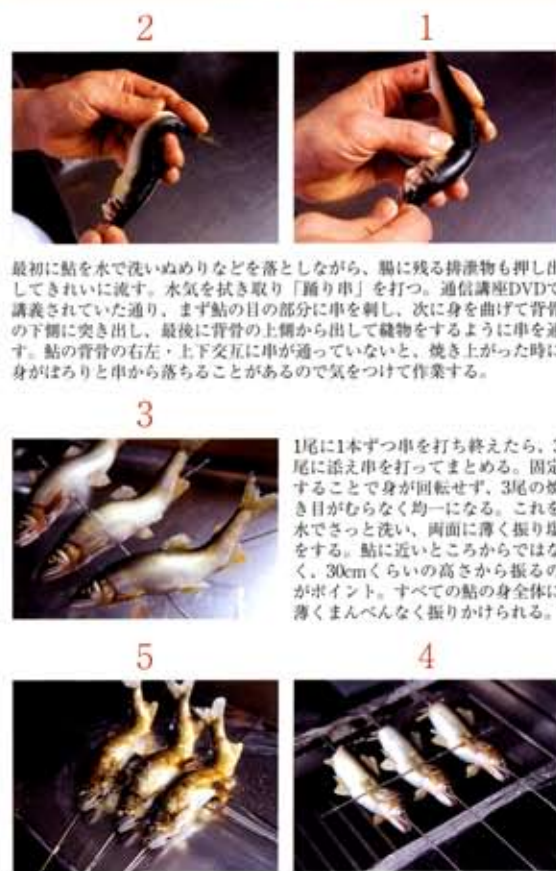 2
1
最初に鮎を水で洗いぬめりなどを落としながら、腸に残る排泄物も押し出
してきれいに流す。水気を拭き取り「踊り串」を打つ。通信講座DVDで
講義されていた通り、まず鮎の目の部分に串を刺し、次に身を曲げて背骨
の下側に突き出し、最後に背骨の上側から出して縫物をするように串を通
す。鮎の背骨の右左・上下交互に串が通っていないと、焼き上がった時に
身がぽろりと串から落ちることがあるので気をつけて作業する。
3
1尾に1本ずつ串を打ち終えたら、3
尾に添え串を打ってまとめる。固定
することで身が回転せず、3尾の焼
き目がむらなく均一になる。これを
水でさっと洗い、両面に薄く振り塩
をする。鮎に近いところからではな
く、30cmくらいの高さから振るの
がポイント。すべての鮎の身全体に
薄くまんべんなく振りかけられる。
5
4